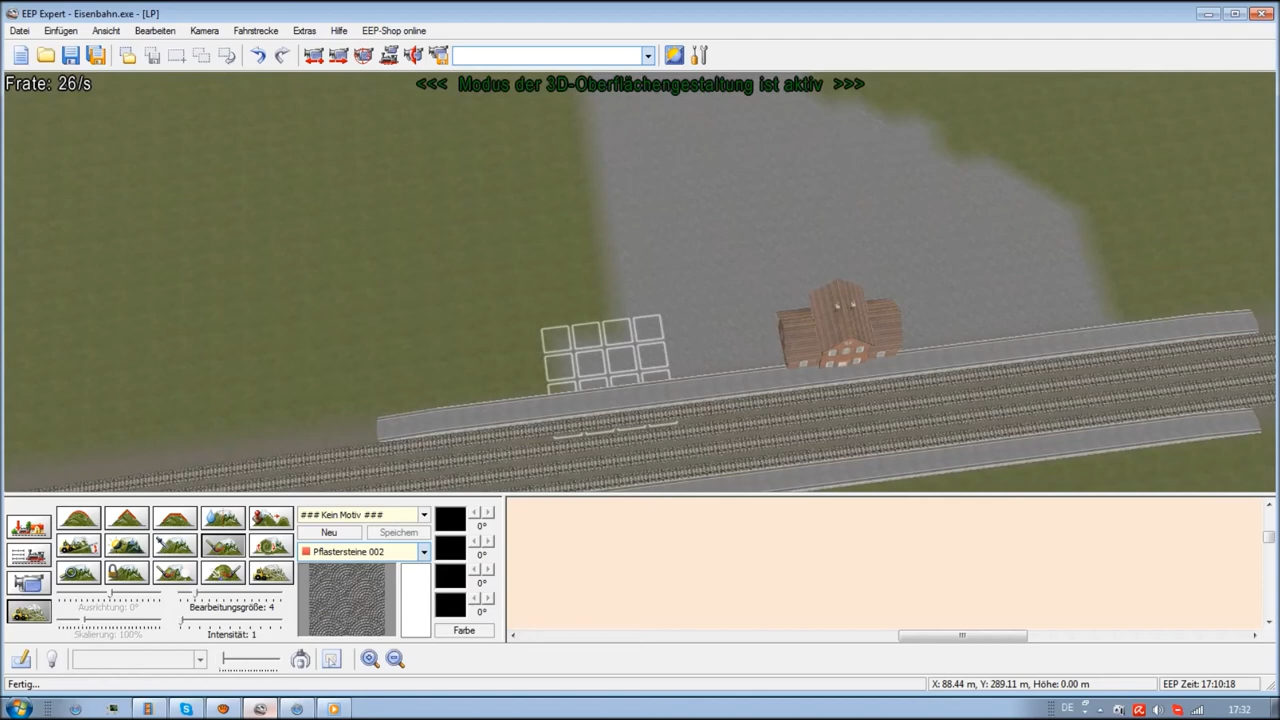 EEP Expert - Eisenbahn.exe - [LP]
Datei Einfügen Ansicht Bearbeiten Kamera Fahrstrecke Extras Hilfe EEP-Shop online
Frate: 26/s
<<< Modus der 3D-Oberflächengestaltung ist aktiv >>>
### Kein Motiv ###
0°
Neu Speichern
Pflastersteine 002
0°
0°
Ausrichtung: 0° Bearbeitungsgröße: 4
0°
Skalierung: 100% Intensität: 1
Farbe
Fertig...
X: 88.44 m, Y: 289.11 m, Höhe: 0.00 m
EEP Zeit: 17:10:18
DE
17:32